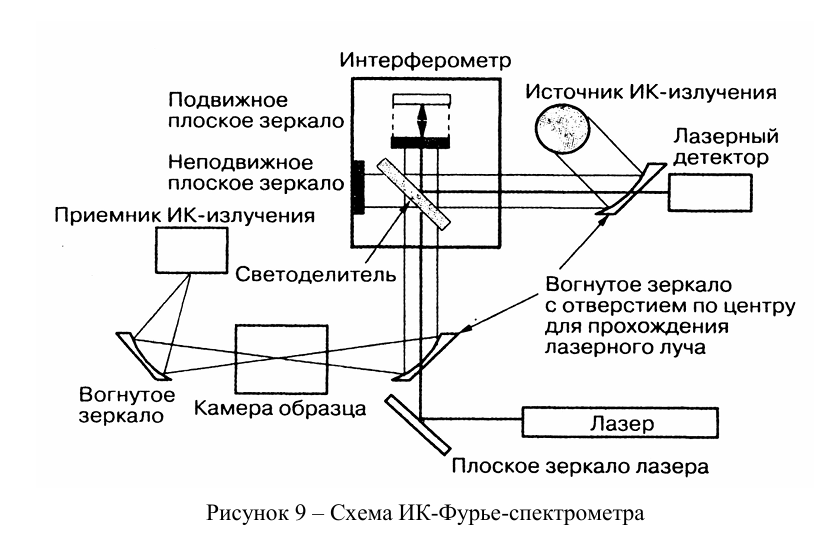 Интерферометр
Источник ИК-излучения
Подвижное
плоское зеркало
Лазерный
детектор
Неподвижное
плоское зеркало
Приемник ИК-излучения
Светоделитель
Вогнутое зеркало
с отверстием по центру
для прохождения
лазерного луча
Вогнутое
зеркало
Камера образца
Лазер
Плоское зеркало лазера
Рисунок 9 – Схема ИК-Фурье-спектрометра